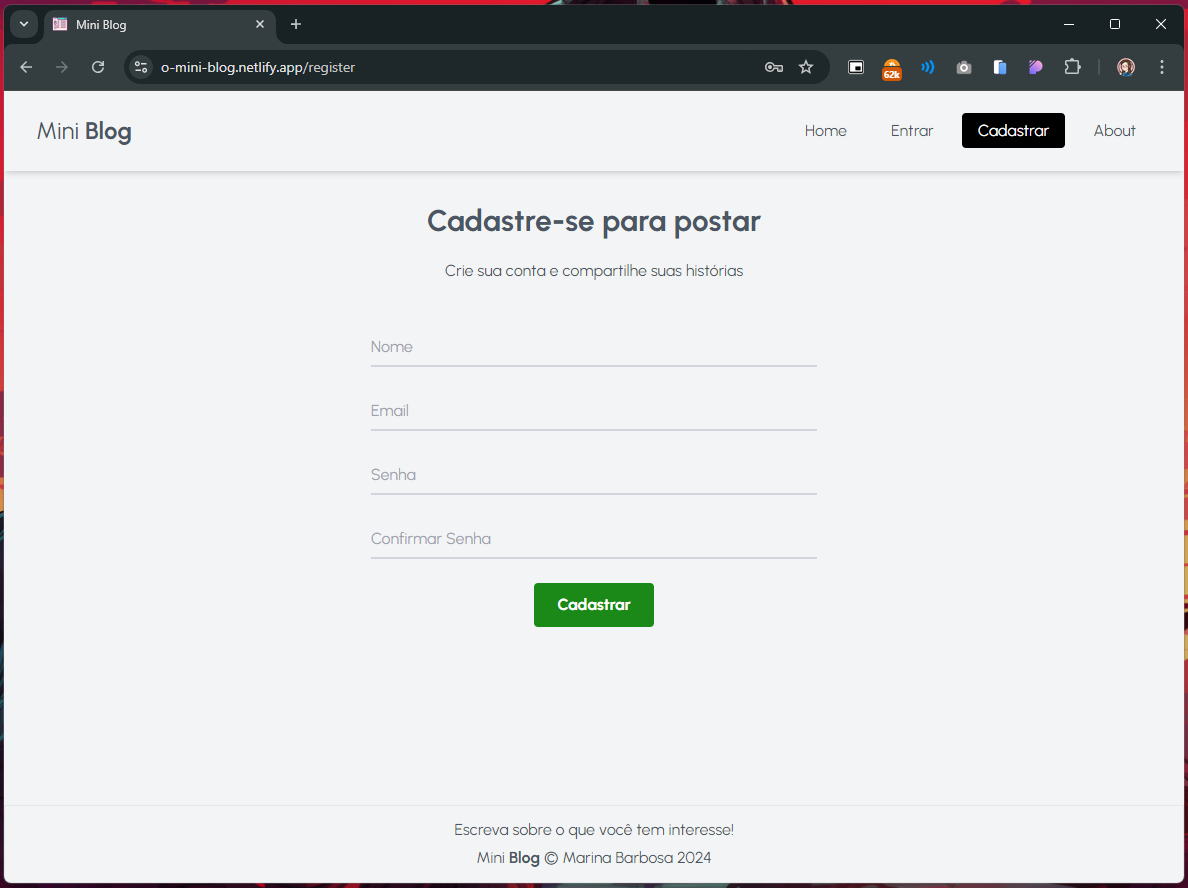 Mini Blog
o-mini-blog.netlify.app/register
62k
Mini Blog
Home
Entrar
Cadastrar
About
Cadastre-se para postar
Crie sua conta e compartilhe suas histórias
Nome
Email
Senha
Confirmar Senha
Cadastrar
Escreva sobre o que você tem interesse!
Mini Blog © Marina Barbosa 2024